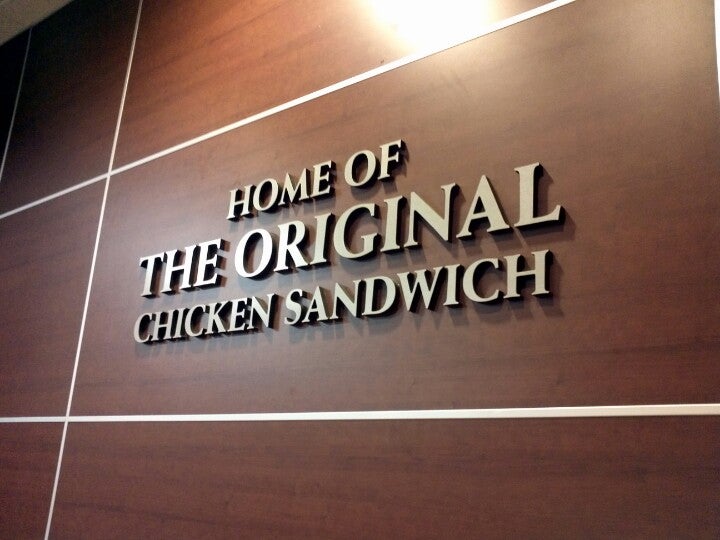 HOME OF
THE ORIGINAL
CHICKEN SANDWICH